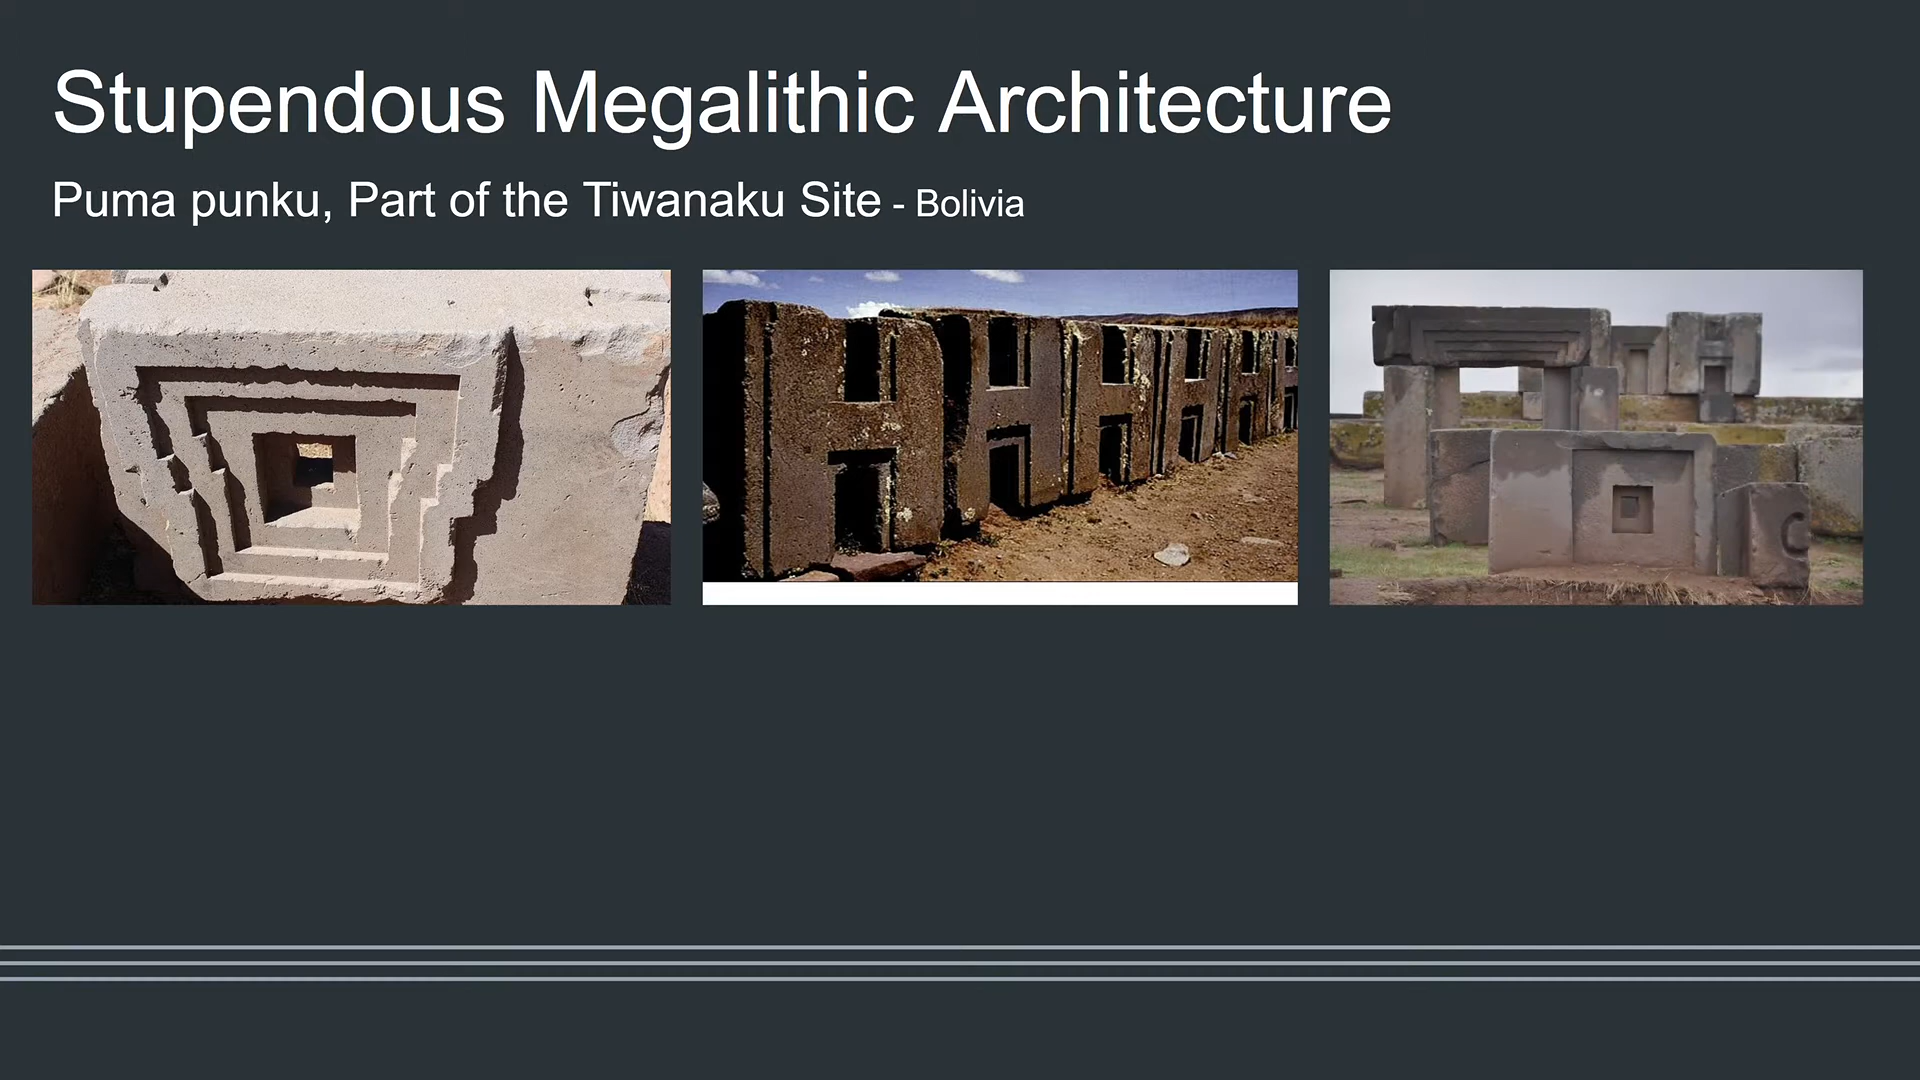 Stupendous Megalithic Architecture
Puma punku, Part of the Tiwanaku Site - Bolivia